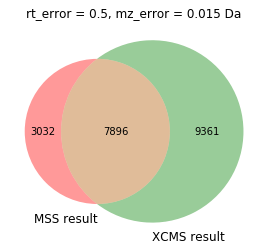 rt_error = 0.5, mz_error = 0.015 Da
3032
7896
9361
MSS result
XCMS result